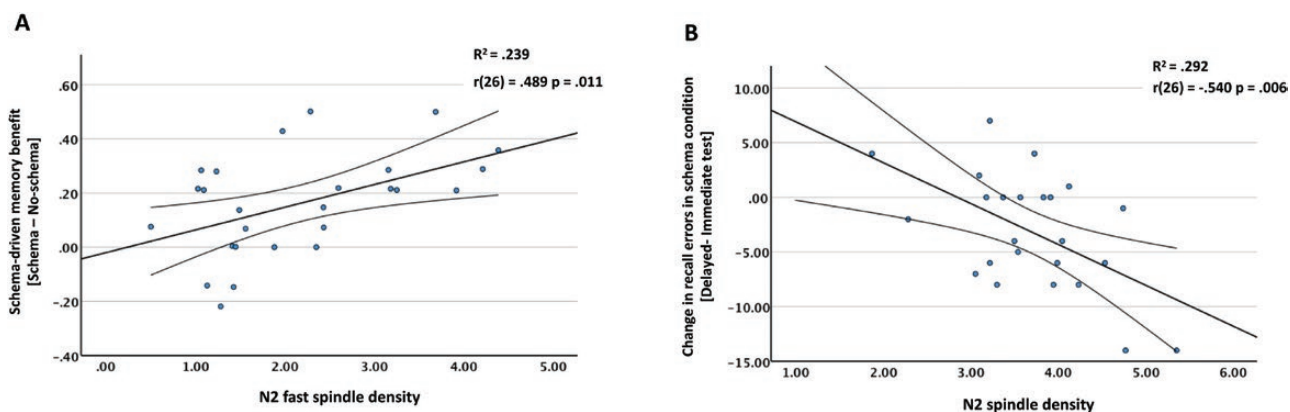 A
R² = .239
r(26) = .489 p = .011
Schema-driven memory benefit
[Schema – No-schema]
.60
.40
.20
.00
-.20
-.40
.00 1.00 2.00 3.00 4.00 5.00
N2 fast spindle density
B
R² = .292
r(26) = -.540 p = .006
Change in recall errors in schema condition
[Delayed- Immediate test)
10.00
5.00
.00
-5.00
-10.00
-15.00
1.00 2.00 3.00 4.00 5.00 6.00
N2 spindle density